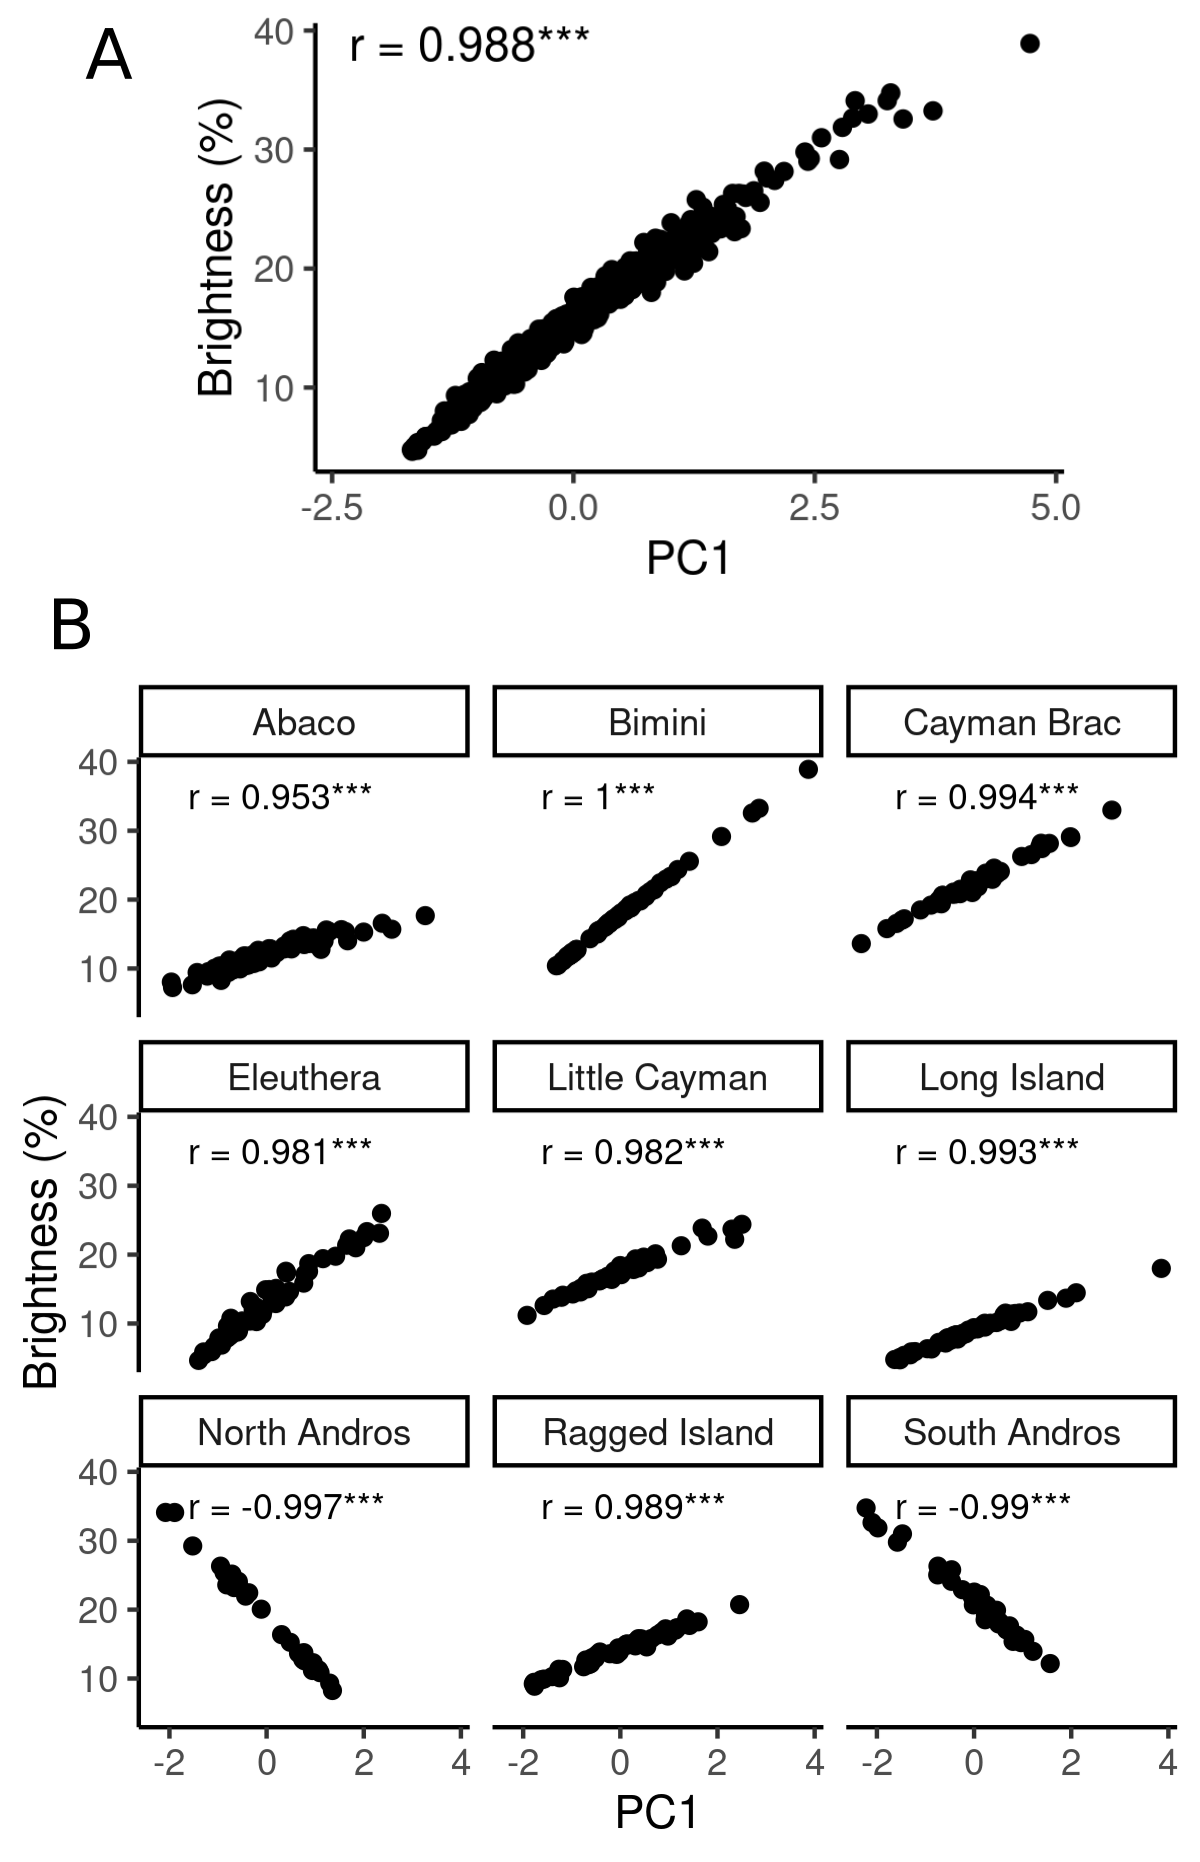 A
r = 0.988***
Brightness (%)
40
30
20
10
-2.5 0.0 2.5 5.0
PC1
B
Abaco Bimini Cayman Brac
r = 0.953*** r = 1*** r = 0.994***
40
30
20
10
Eleuthera Little Cayman Long Island
r = 0.981*** r = 0.982*** r = 0.993***
40
30
20
10
Brightness (%)
North Andros Ragged Island South Andros
r = -0.997*** r = 0.989*** r = -0.99***
40
30
20
10
-2 0 2 4 -2 0 2 4 -2 0 2 4
PC1